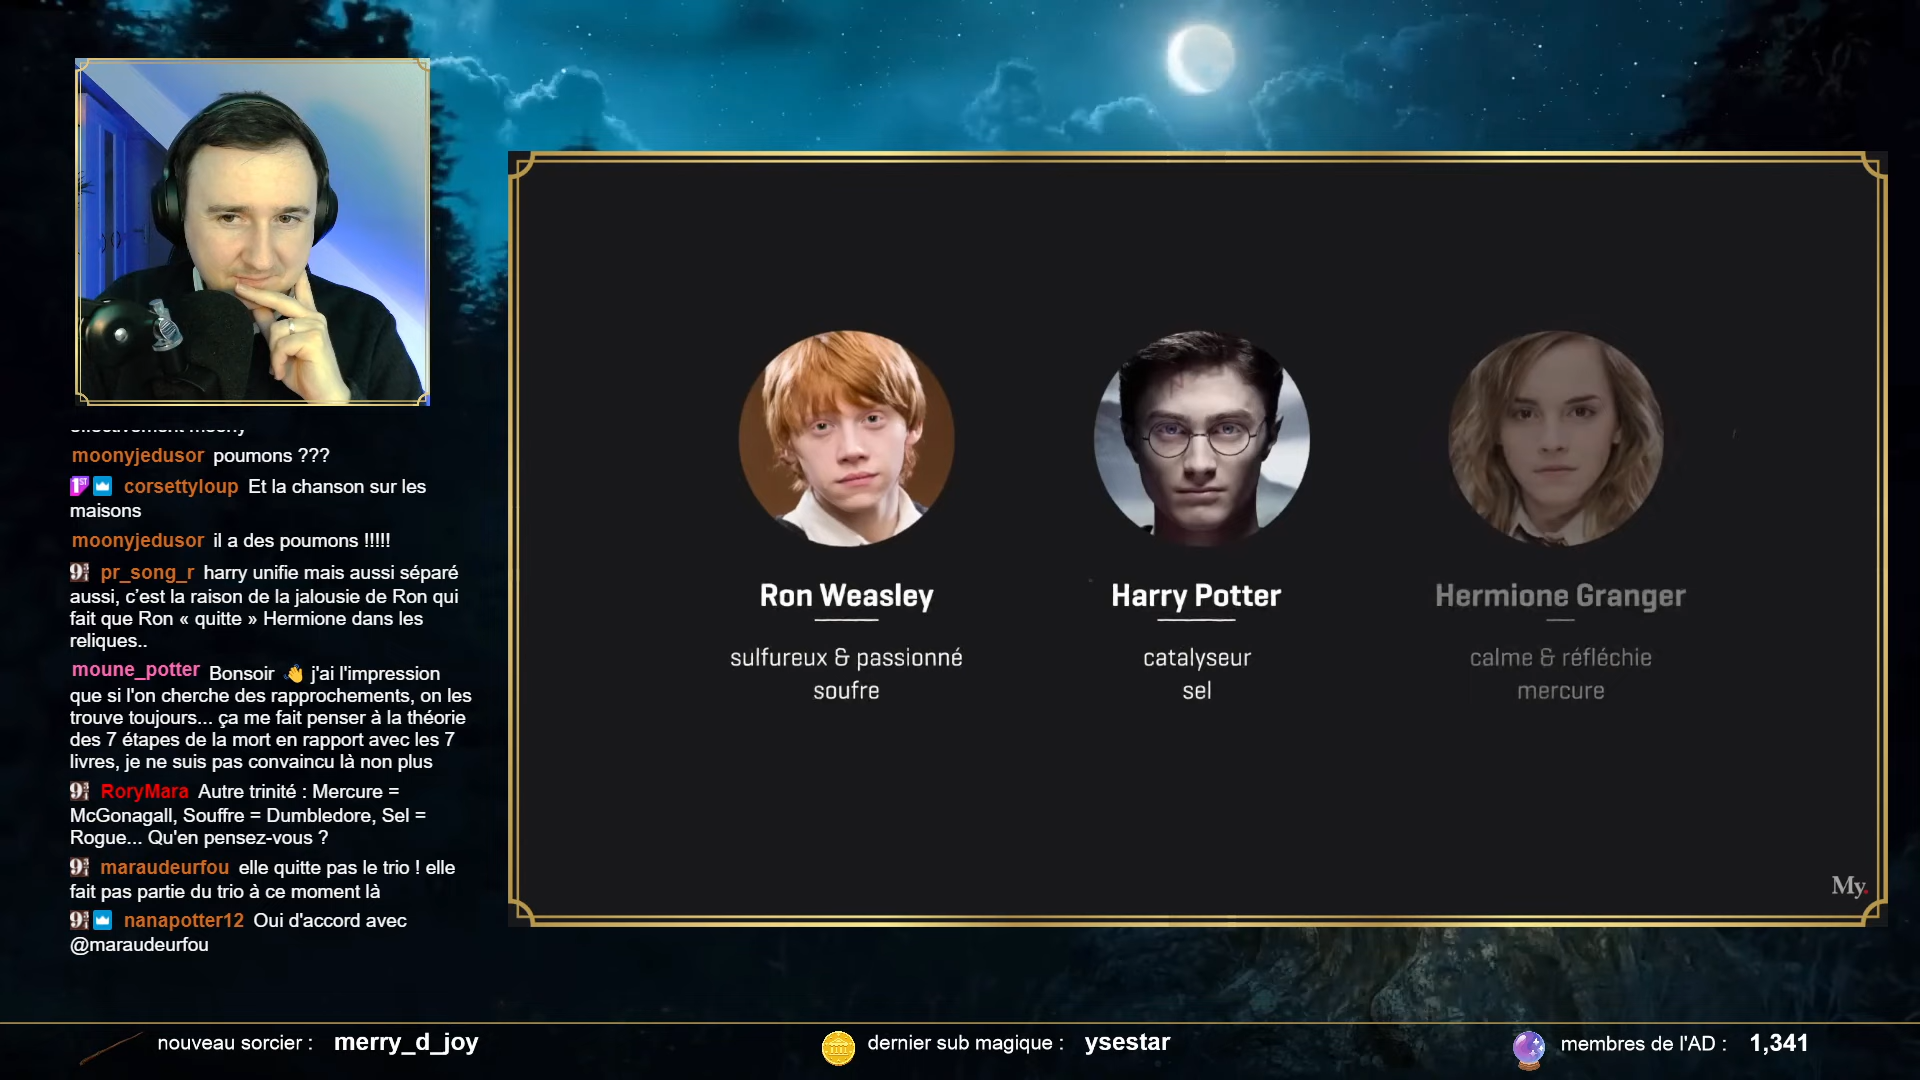 moonyjedusor poumons ???
corsettyloup Et la chanson sur les
maisons
moonyjedusor il a des poumons !!!!!
pr_song_r harry unifie mais aussi séparé
aussi, c’est la raison de la jalousie de Ron qui
fait que Ron « quitte » Hermione dans les
reliques..
moune_potter Bonsoir 👋 j'ai l'impression
que si l'on cherche des rapprochements, on les
trouve toujours... ça me fait penser à la théorie
des 7 étapes de la mort en rapport avec les 7
livres, je ne suis pas convaincu là non plus
RoryMara Autre trinité : Mercure =
McGonagall, Souffre = Dumbledore, Sel =
Rogue... Qu'en pensez-vous ?
maraudeurfou elle quitte pas le trio ! elle
fait pas partie du trio à ce moment là
nanapotter12 Oui d'accord avec
@maraudeurfou
Ron Weasley
sulfureux & passionné
soufre
Harry Potter
catalyseur
sel
Hermione Granger
calme & réfléchie
mercure
My.
nouveau sorcier : merry_d_joy
dernier sub magique : ysestar
membres de l'AD : 1,341